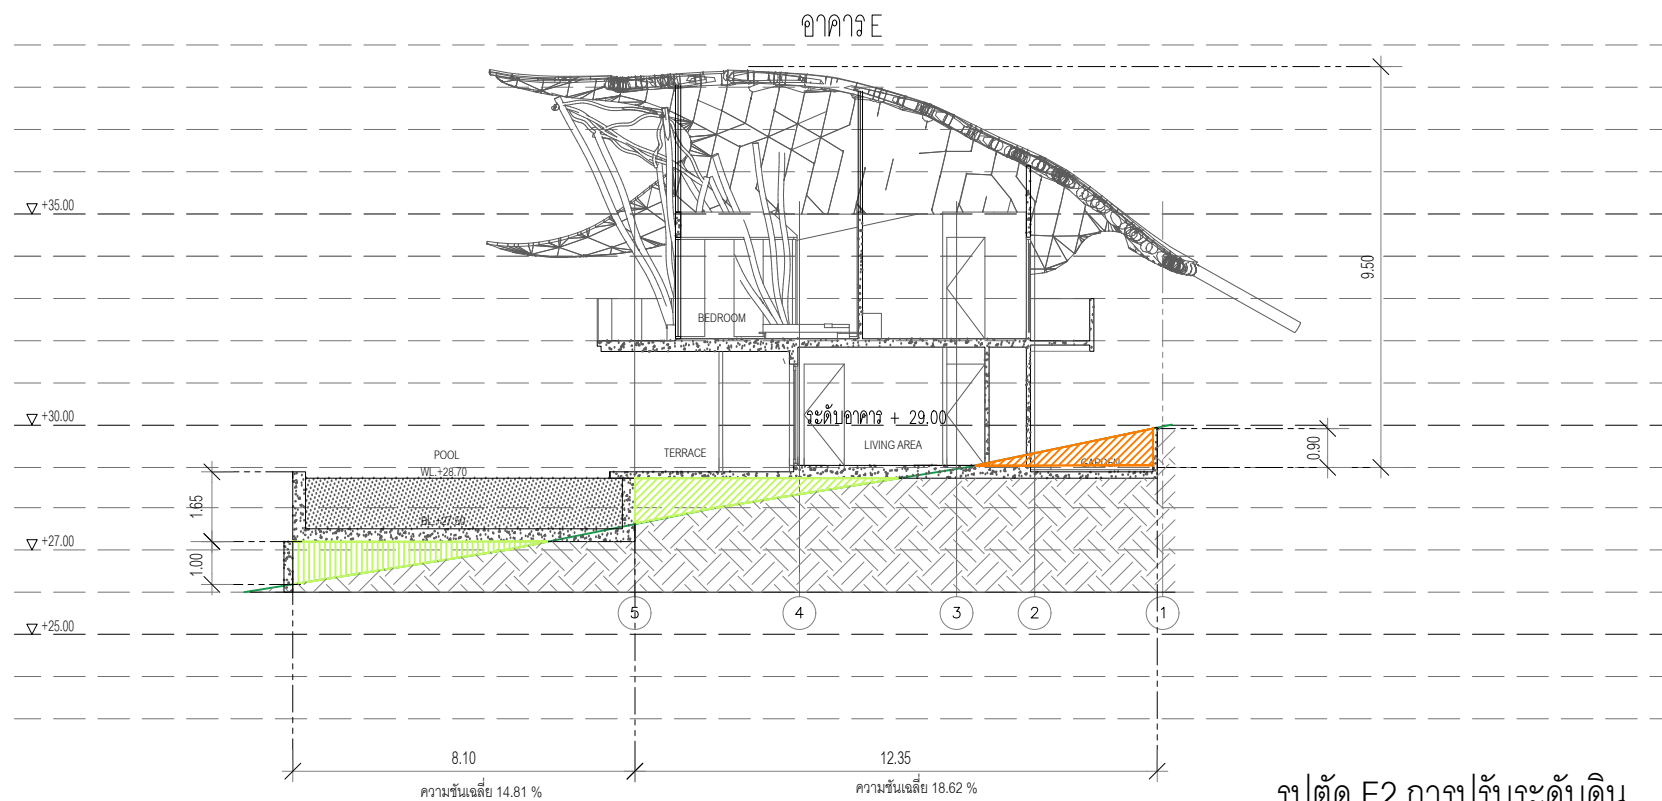 อาคาร E
+35.00
9.50
BEDROOM
+30.00
ระดับอาคาร + 29.00
LIVING AREA
0.90
POOL
TERRACE
GARDEN
WL.+28.70
1.65
BL.+27.50
+27.00
1.00
5
4
3
2
1
+25.00
8.10
12.35
ความชันเฉลี่ย 14.81 %
ความชันเฉลี่ย 18.62 %
รูปตัด E2 การปรับระดับดิน